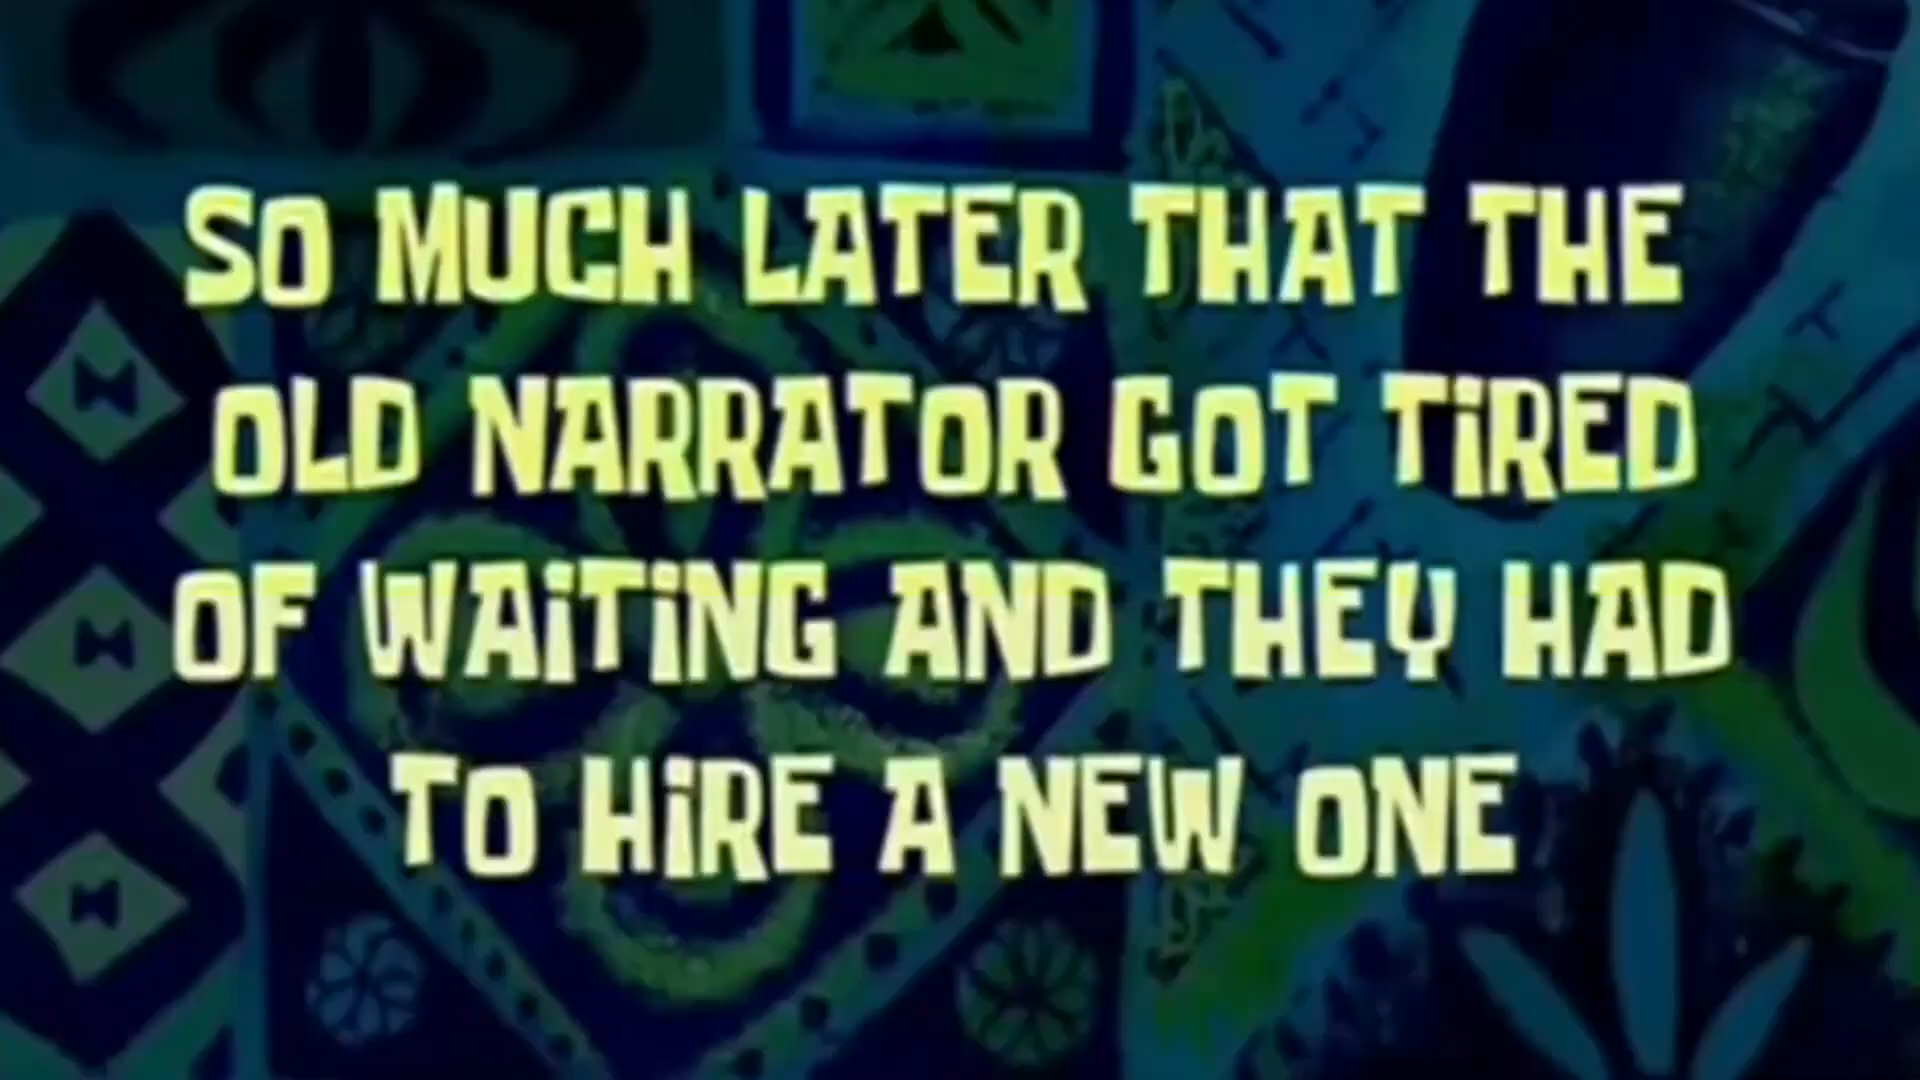 SO MUCH LATER THAT THE
OLD NARRATOR GOT TiRED
OF WAiTiNG AND THEY HAD
TO HiRE A NEW ONE